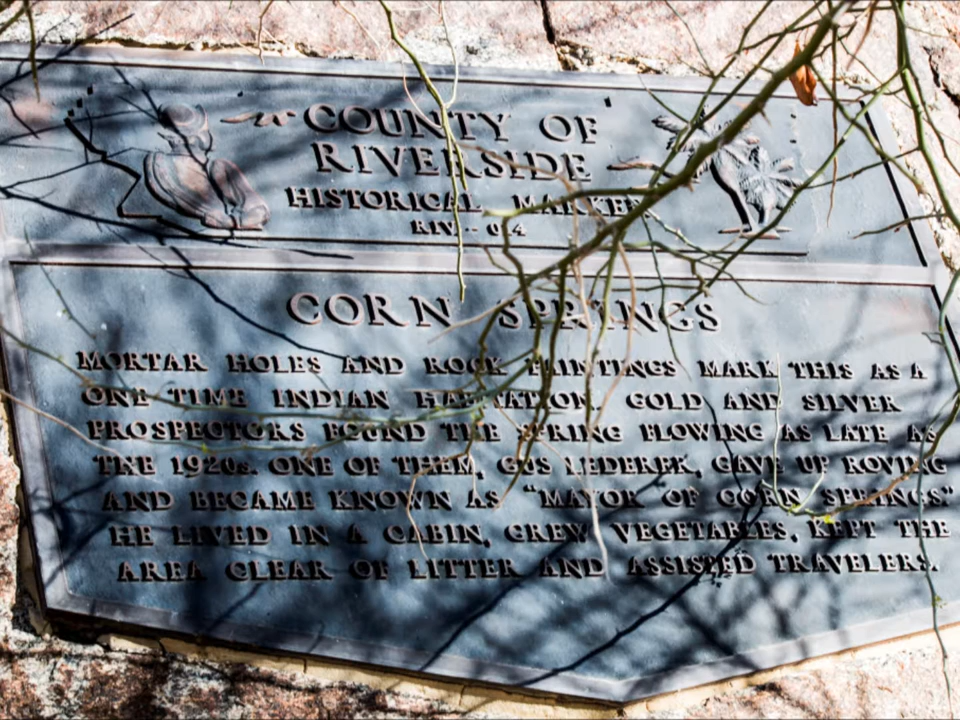 COUNTY OF
RIVERSIDE
HISTORICAL MARKER
RIV-- 0 4
CORN SPRINGS
MORTAR HOLES AND ROCK PAINTINGS MARK THIS AS A
ONE TIME INDIAN HABITATION. GOLD AND SILVER
PROSPECTORS FOUND THE SPRING FLOWING AS LATE AS
THE 1920s. ONE OF THEM, GUS LEDERER, GAVE UP ROVING
AND BECAME KNOWN AS "MAYOR OF CORN SPRINGS"
HE LIVED IN A CABIN, GREW VEGETABLES, KEPT THE
AREA CLEAR OF LITTER AND ASSISTED TRAVELERS.